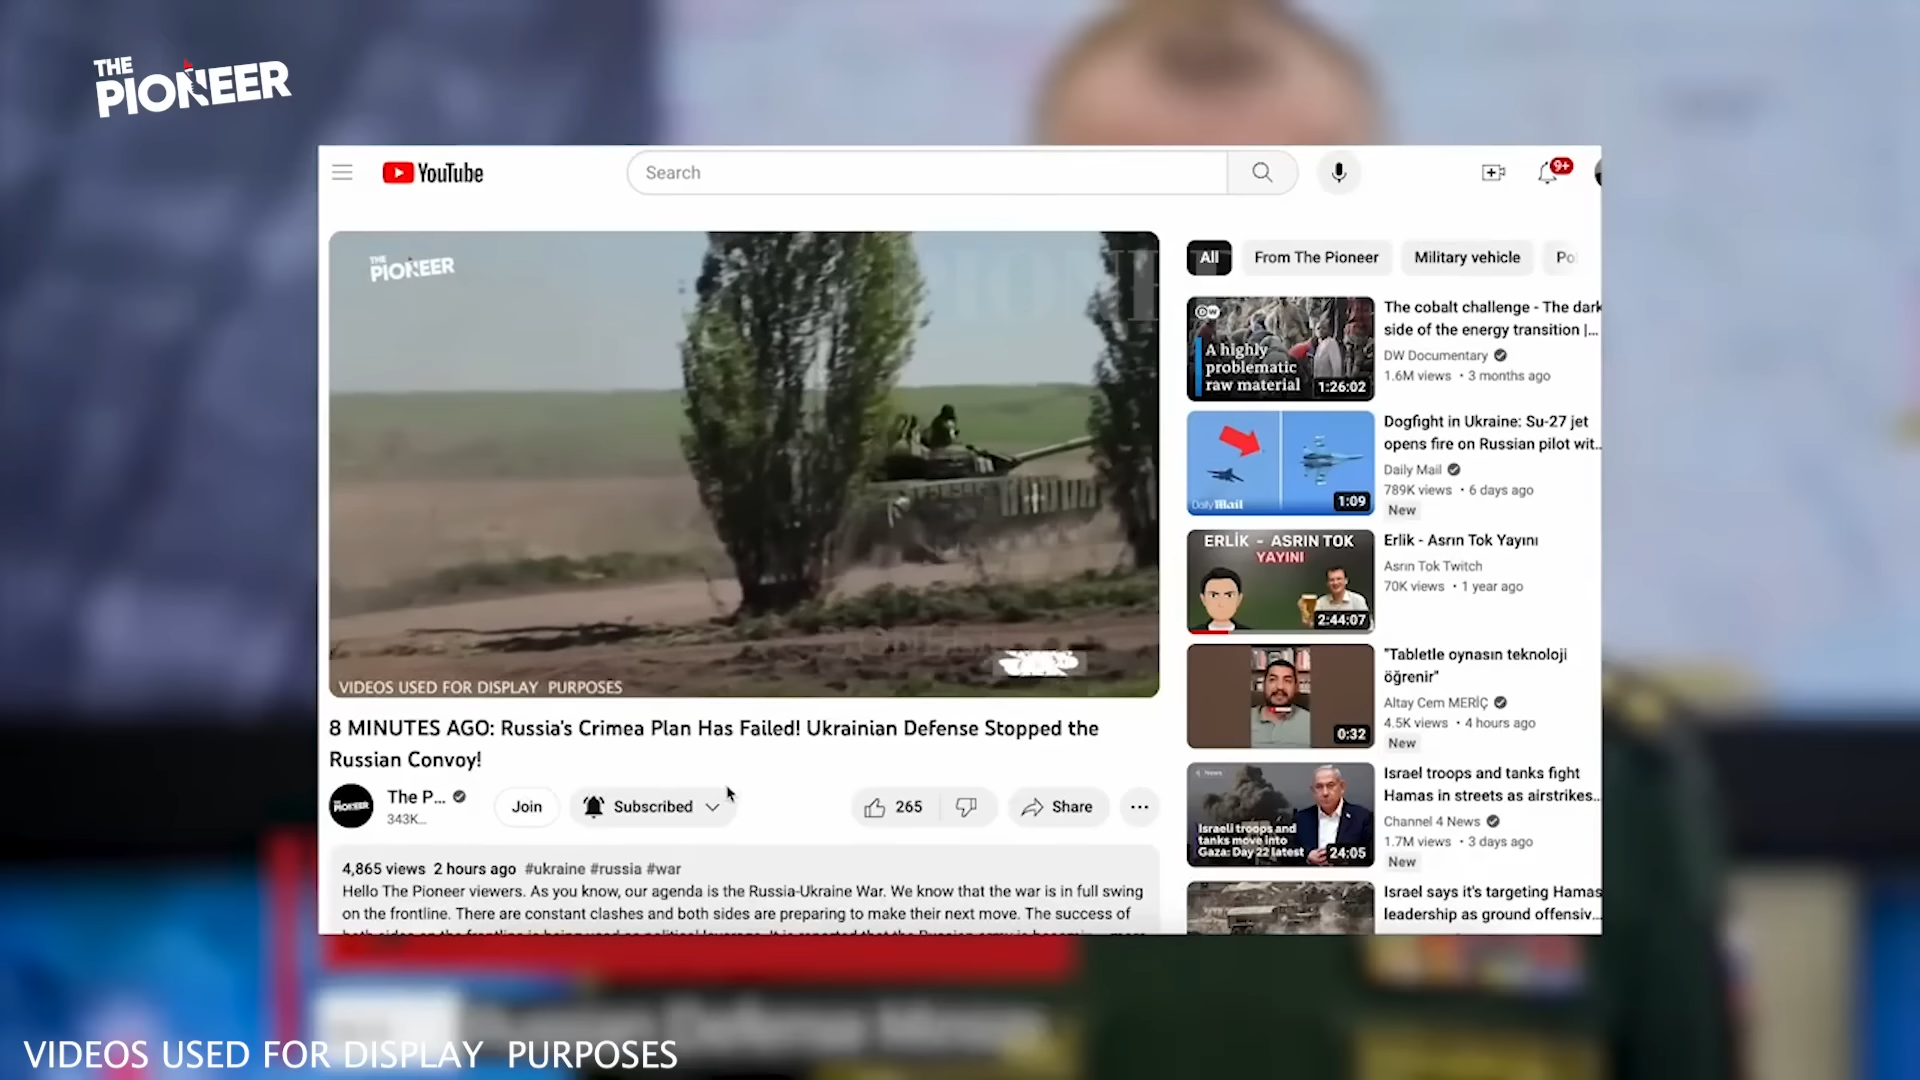 THE
PIONEER
YouTube
Search
9+
THE
PIONEER
VIDEOS USED FOR DISPLAY PURPOSES
8 MINUTES AGO: Russia's Crimea Plan Has Failed! Ukrainian Defense Stopped the
Russian Convoy!
PIONEER
The P...
343K...
Join
Subscribed
265
Share
4,865 views 2 hours ago #ukraine #russia #war
Hello The Pioneer viewers. As you know, our agenda is the Russia-Ukraine War. We know that the war is in full swing
on the frontline. There are constant clashes and both sides are preparing to make their next move. The success of
All
From The Pioneer
Military vehicle
Po
DW
A highly
problematic
raw material
1:26:02
The cobalt challenge - The dark
side of the energy transition |...
DW Documentary
1.6M views • 3 months ago
Daily Mail
1:09
Dogfight in Ukraine: Su-27 jet
opens fire on Russian pilot wit...
Daily Mail
789K views • 6 days ago
New
ERLİK - ASRIN TOK
YAYINI
2:44:07
Erlik - Asrın Tok Yayını
Asrın Tok Twitch
70K views • 1 year ago
0:32
"Tabletle oynasın teknoloji
öğrenir"
Altay Cem MERİÇ
4.5K views • 4 hours ago
New
News
Israeli troops and
tanks move into
Gaza: Day 22 latest
24:05
Israel troops and tanks fight
Hamas in streets as airstrikes...
Channel 4 News
1.7M views • 3 days ago
New
Israel says it's targeting Hamas
leadership as ground offensiv...
VIDEOS USED FOR DISPLAY PURPOSES